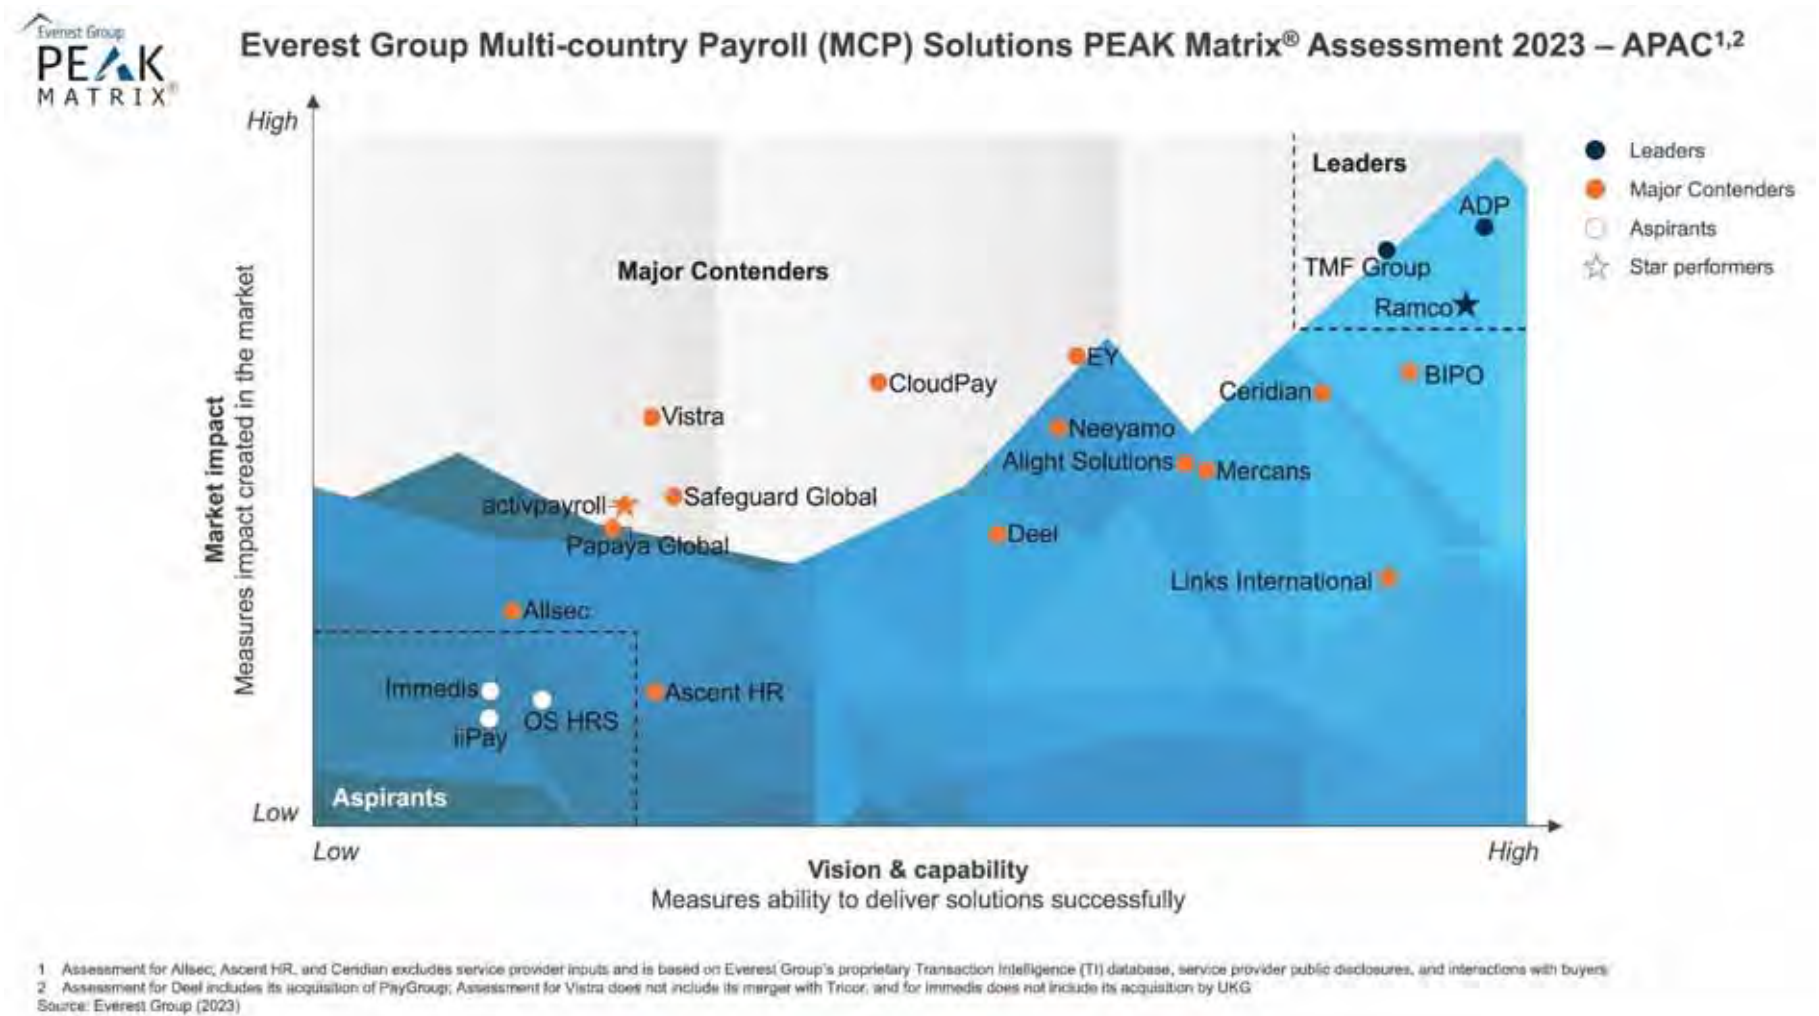 Everest Group
PEAK
MATRIX®
Everest Group Multi-country Payroll (MCP) Solutions PEAK Matrix® Assessment 2023 – APAC1,2
High
Leaders
Leaders
Major Contenders
Aspirants
Star performers
ADP
TMF Group
Ramco
Major Contenders
EY
CloudPay
BIPO
Ceridian
Vistra
Neeyamo
Alight Solutions
Mercans
activpayroll
Safeguard Global
Papaya Global
Deel
Links International
Allsec
Immedis
Ascent HR
OS HRS
iiPay
Aspirants
Market impact
Measures impact created in the market
Low
Low
High
Vision & capability
Measures ability to deliver solutions successfully
1 Assessment for Allsec, Ascent HR, and Ceridian excludes service provider inputs and is based on Everest Group's proprietary Transaction Intelligence (TI) database, service provider public disclosures, and interactions with buyers
2 Assessment for Deel includes its acquisition of PayGroup; Assessment for Vistra does not include its merger with Tricor, and for Immedis does not include its acquisition by UKG
Source: Everest Group (2023)